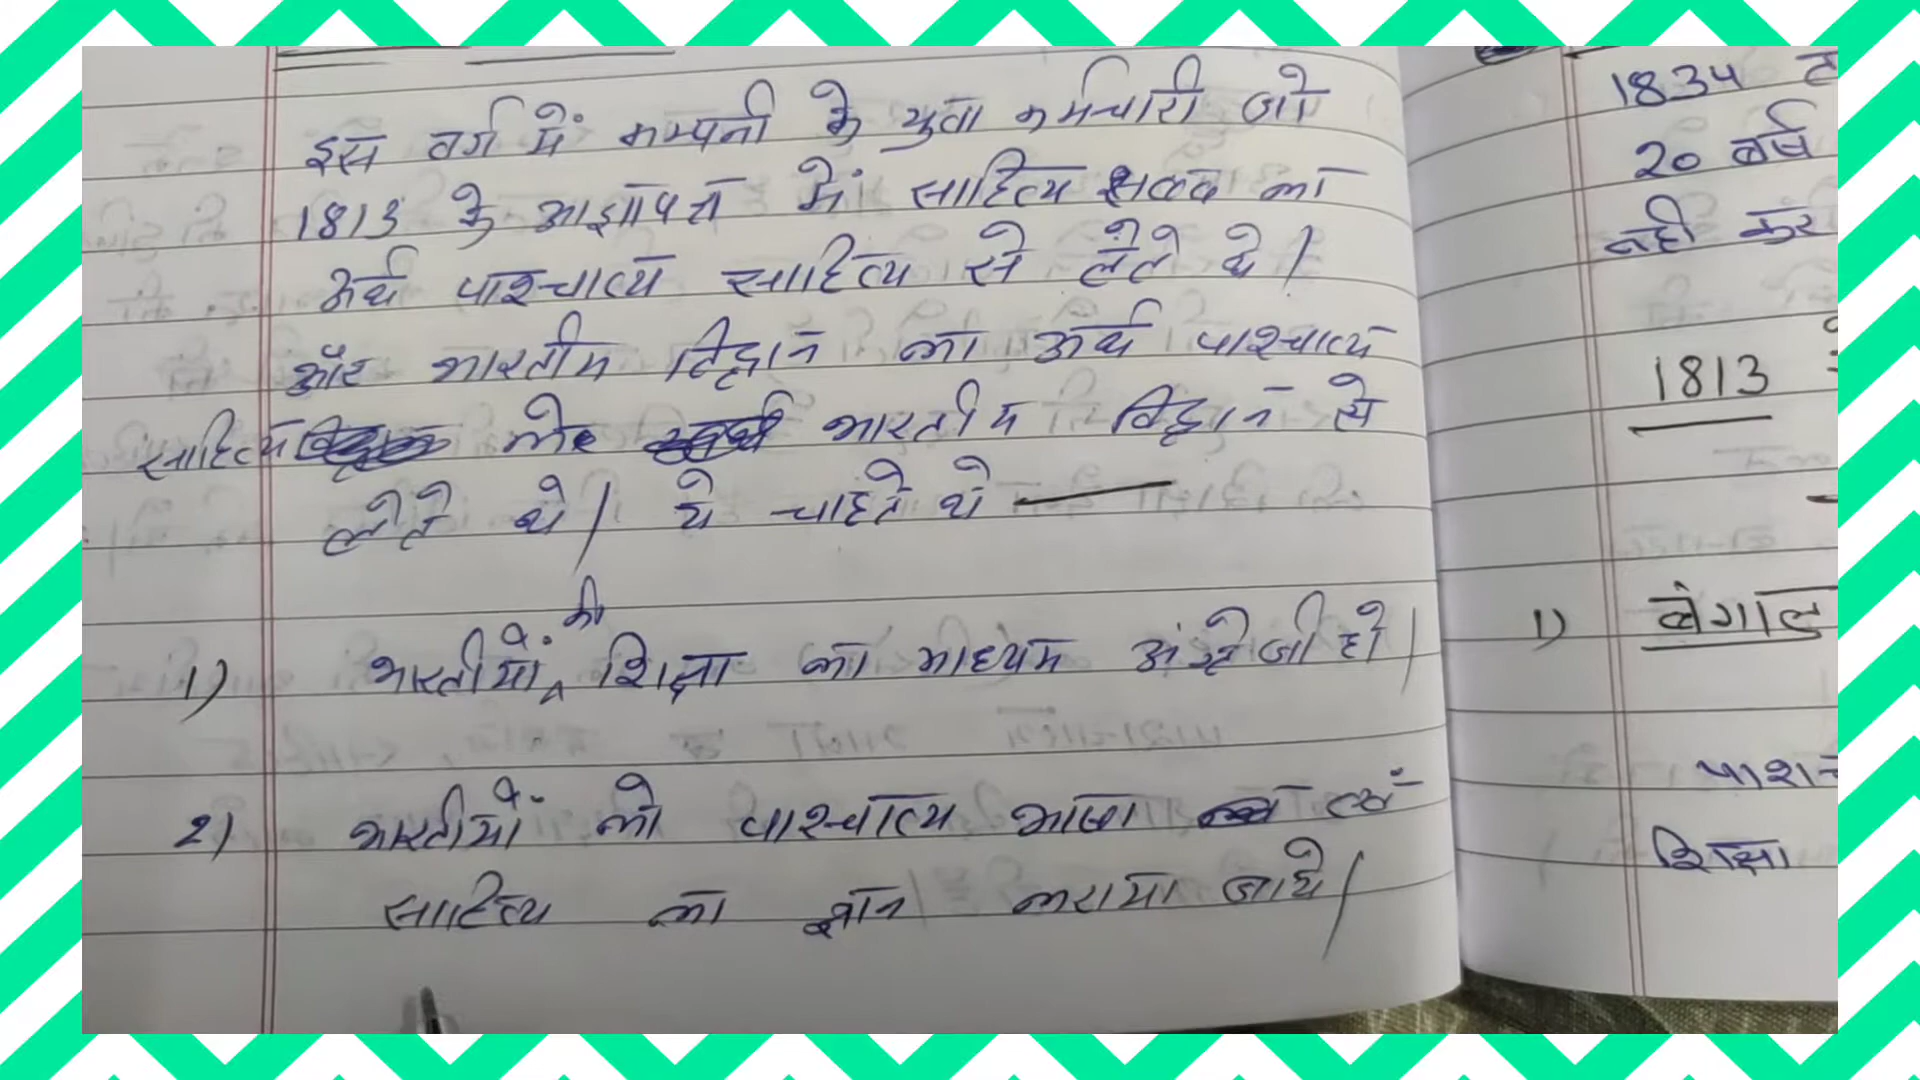 इस वर्ग में कम्पनी के युवा कर्मचारी जो
1813 के आज्ञापत्र में साहित्य शब्द का
अर्थ पाश्चात्य साहित्य से लेते थे।
और भारतीय विद्वान का अर्थ पाश्चात्य
साहित्य के भारतीय विद्वान से
लेते थे। ये चाहते थे —
1) भारतीयों की शिक्षा का माध्यम अंग्रेजी हो।
2) भारतीयों को पाश्चात्य भाषा एवं
साहित्य का ज्ञान कराया जाये।
1834
20 वर्ष
नही कर
1813
1) बंगाल
पाश
शिक्षा